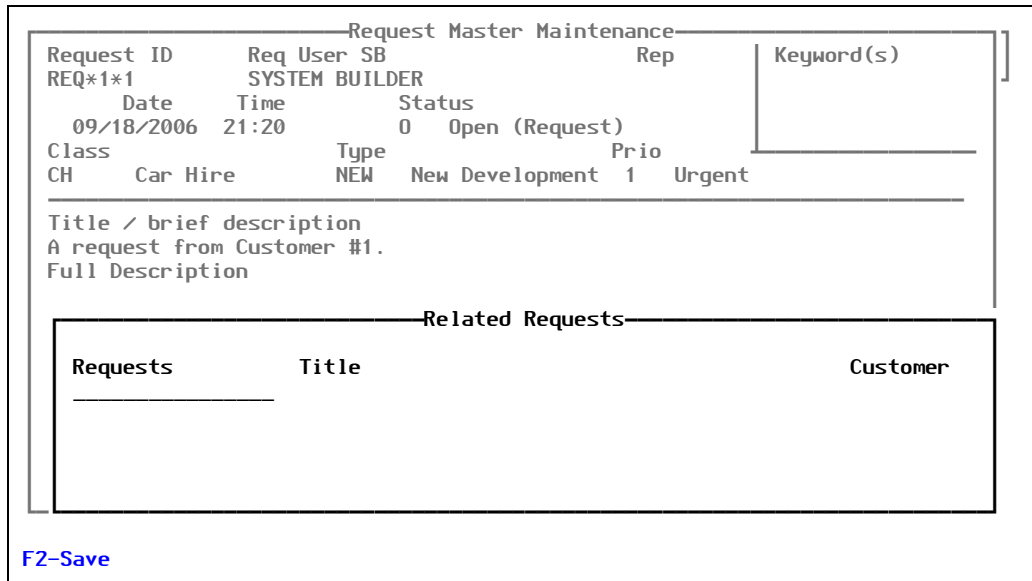 Request Master Maintenance
Request ID Req User SB Rep Keyword(s)
REQ*1*1 SYSTEM BUILDER
Date Time Status
09/18/2006 21:20 O Open (Request)
Class Type Prio
CH Car Hire NEW New Development 1 Urgent
Title / brief description
A request from Customer #1.
Full Description
Related Requests
Requests Title Customer
________________
F2-Save